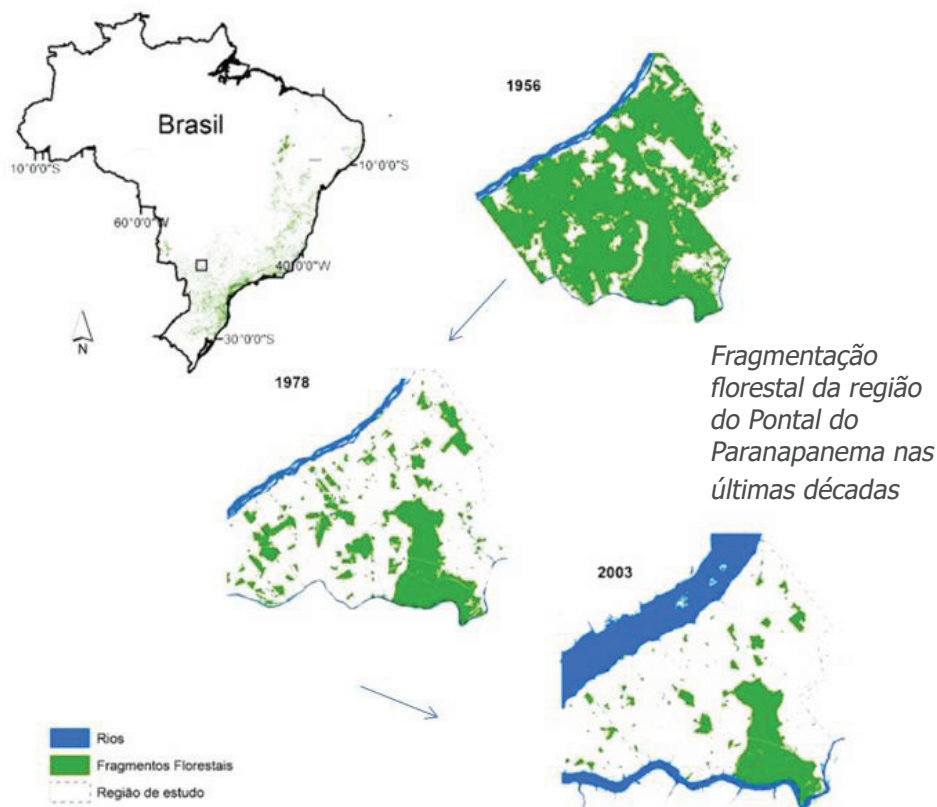 1956
Brasil
10°0'0"S
10°0'0"S
60°0'0"W
40°0'0"W
30°0'0"S
N
1978
Fragmentação
florestal da região
do Pontal do
Paranapanema nas
últimas décadas
2003
Rios
Fragmentos Florestais
Região de estudo